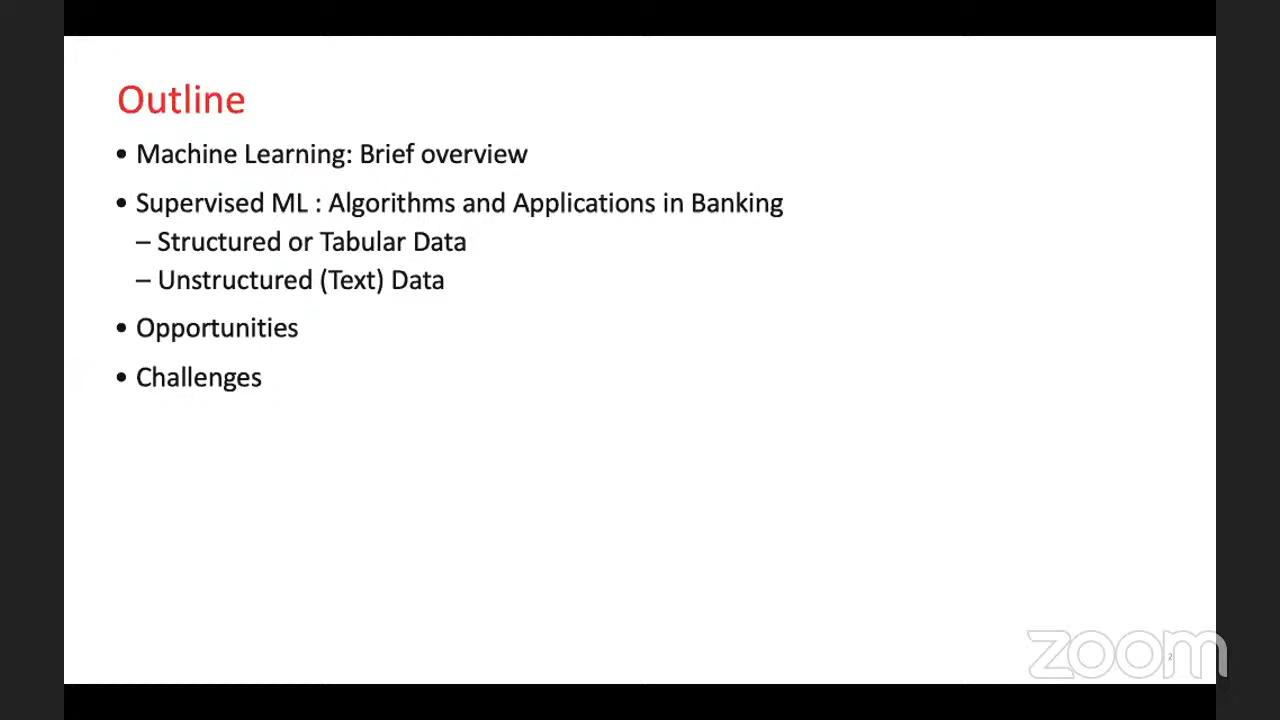 Outline
• Machine Learning: Brief overview
• Supervised ML : Algorithms and Applications in Banking
– Structured or Tabular Data
– Unstructured (Text) Data
• Opportunities
• Challenges
zoom
2